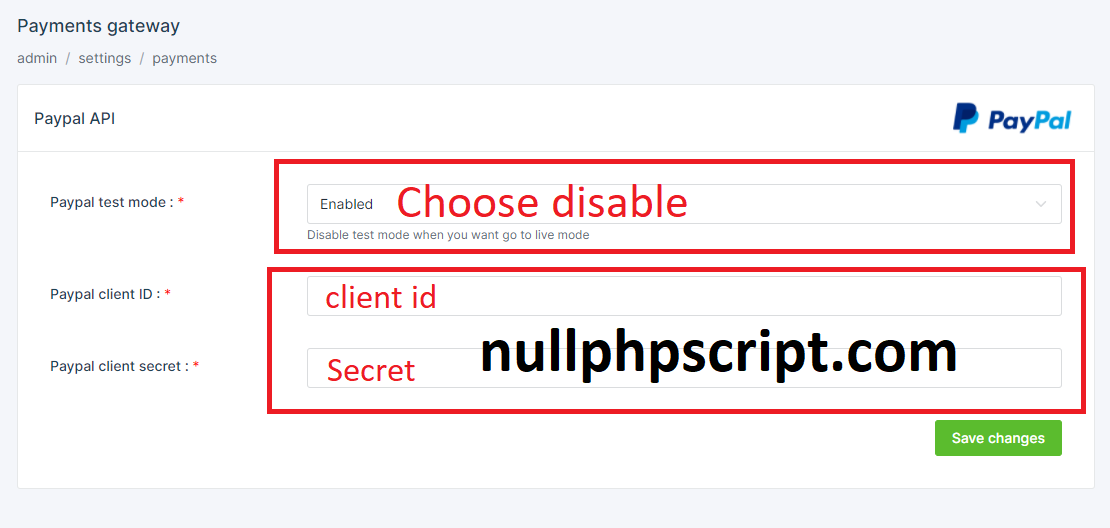 Payments gateway
admin / settings / payments
Paypal API
PayPal
Paypal test mode : *
Enabled
Choose disable
Disable test mode when you want go to live mode
Paypal client ID : *
client id
nullphpscript.com
Paypal client secret : *
Secret
Save changes